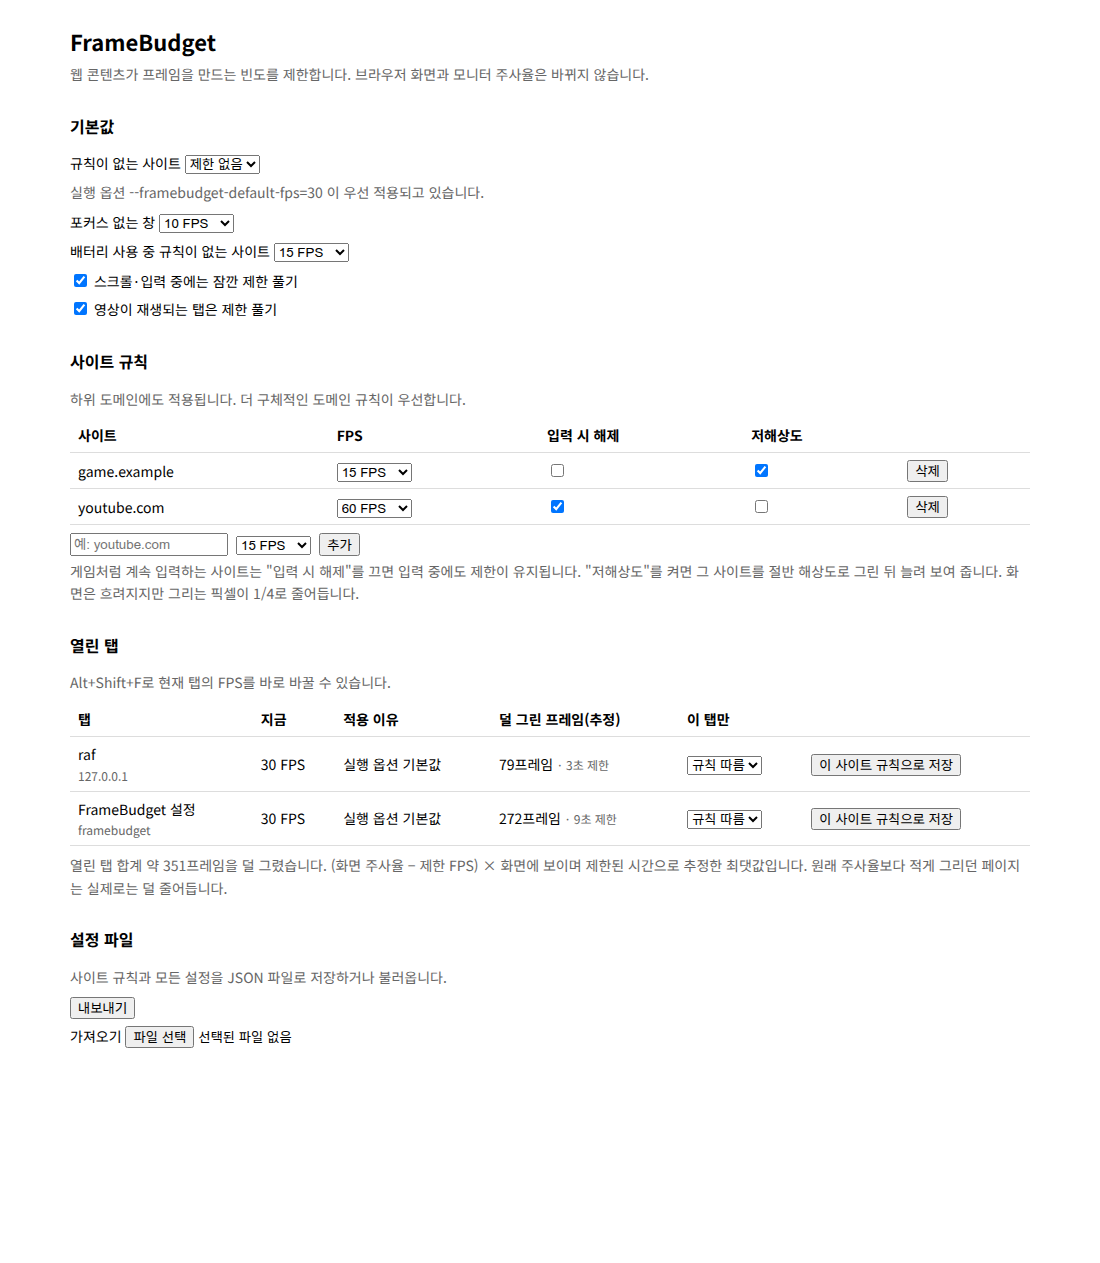 FrameBudget
웹 콘텐츠가 프레임을 만드는 빈도를 제한합니다. 브라우저 화면과 모니터 주사율은 바뀌지 않습니다.
기본값
규칙이 없는 사이트 제한 없음
실행 옵션 --framebudget-default-fps=30 이 우선 적용되고 있습니다.
포커스 없는 창 10 FPS
배터리 사용 중 규칙이 없는 사이트 15 FPS
스크롤·입력 중에는 잠깐 제한 풀기
영상이 재생되는 탭은 제한 풀기
사이트 규칙
하위 도메인에도 적용됩니다. 더 구체적인 도메인 규칙이 우선합니다.
사이트 FPS 입력 시 해제 저해상도
game.example 15 FPS 삭제
youtube.com 60 FPS 삭제
예: youtube.com 15 FPS 추가
게임처럼 계속 입력하는 사이트는 "입력 시 해제"를 끄면 입력 중에도 제한이 유지됩니다. "저해상도"를 켜면 그 사이트를 절반 해상도로 그린 뒤 늘려 보여 줍니다. 화
면은 흐려지지만 그리는 픽셀이 1/4로 줄어듭니다.
열린 탭
Alt+Shift+F로 현재 탭의 FPS를 바로 바꿀 수 있습니다.
탭 지금 적용 이유 덜 그린 프레임(추정) 이 탭만
raf
127.0.0.1
30 FPS 실행 옵션 기본값 79프레임 · 3초 제한 규칙 따름 이 사이트 규칙으로 저장
FrameBudget 설정
framebudget
30 FPS 실행 옵션 기본값 272프레임 · 9초 제한 규칙 따름 이 사이트 규칙으로 저장
열린 탭 합계 약 351프레임을 덜 그렸습니다. (화면 주사율 − 제한 FPS) × 화면에 보이며 제한된 시간으로 추정한 최댓값입니다. 원래 주사율보다 적게 그리던 페이지
는 실제로는 덜 줄어듭니다.
설정 파일
사이트 규칙과 모든 설정을 JSON 파일로 저장하거나 불러옵니다.
내보내기
가져오기 파일 선택 선택된 파일 없음